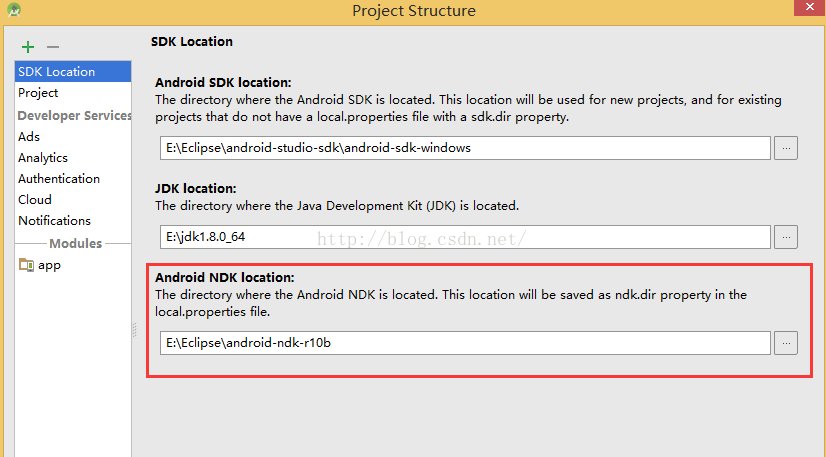 Project Structure
SDK Location
Project
Developer Services
Ads
Analytics
Authentication
Cloud
Notifications
Modules
app
SDK Location
Android SDK location:
The directory where the Android SDK is located. This location will be used for new projects, and for existing
projects that do not have a local.properties file with a sdk.dir property.
E:\Eclipse\android-studio-sdk\android-sdk-windows
...
JDK location:
The directory where the Java Development Kit (JDK) is located.
E:\jdk1.8.0_64
http://blog.csdn.net/
...
Android NDK location:
The directory where the Android NDK is located. This location will be saved as ndk.dir property in the
local.properties file.
E:\Eclipse\android-ndk-r10b
...